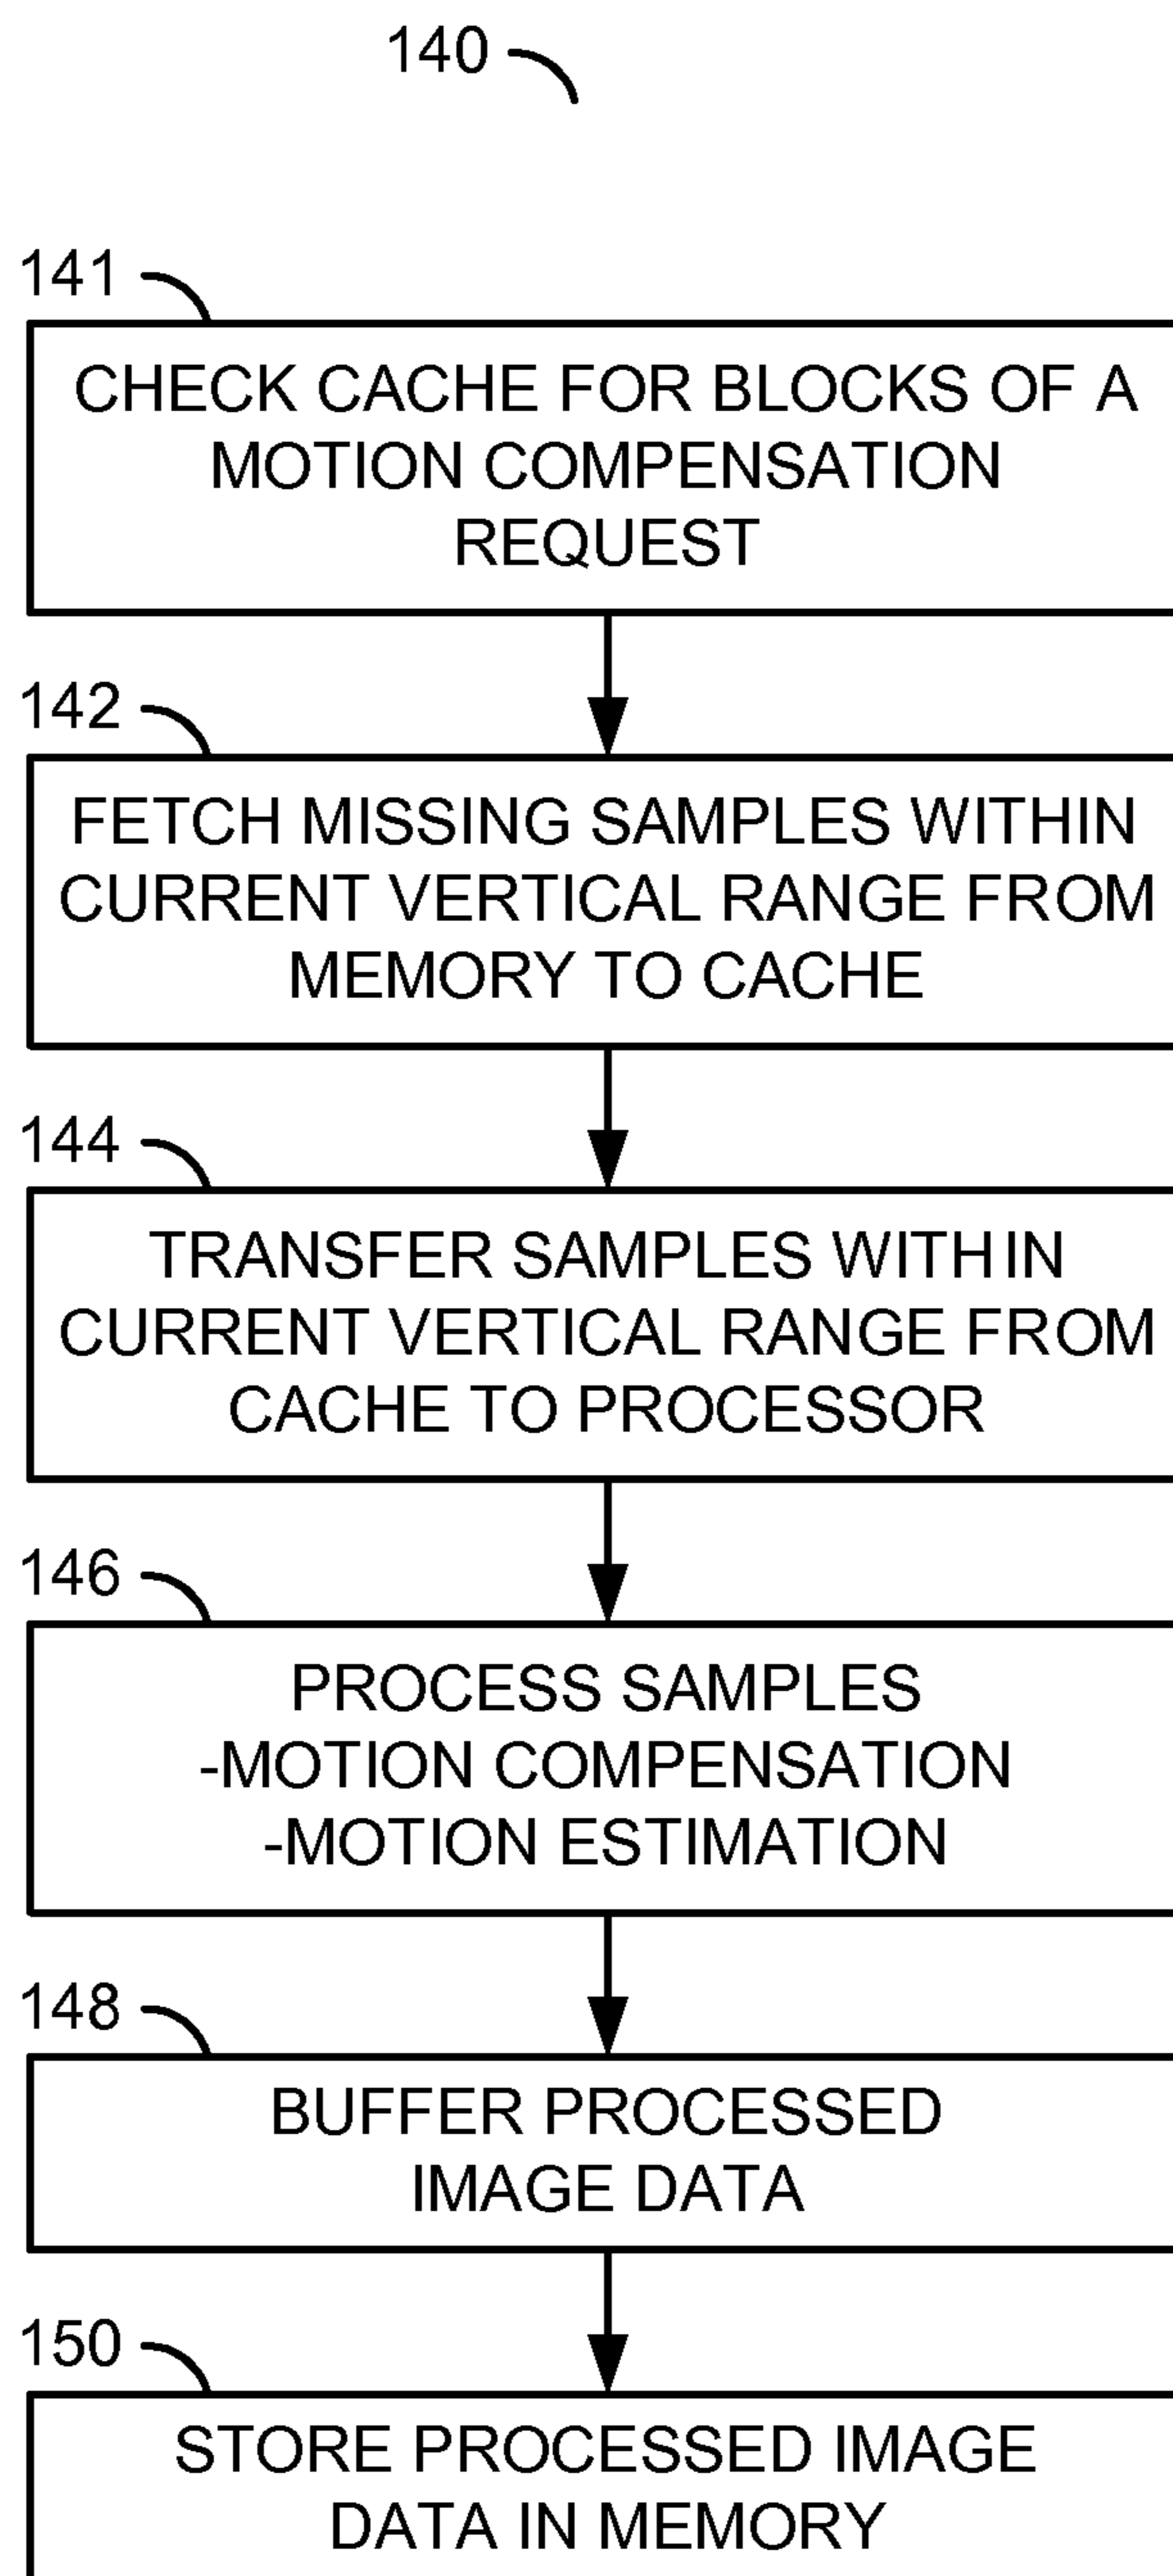 140
141
CHECK CACHE FOR BLOCKS OF A
MOTION COMPENSATION
REQUEST
142
FETCH MISSING SAMPLES WITHIN
CURRENT VERTICAL RANGE FROM
MEMORY TO CACHE
144
TRANSFER SAMPLES WITHIN
CURRENT VERTICAL RANGE FROM
CACHE TO PROCESSOR
146
PROCESS SAMPLES
-MOTION COMPENSATION
-MOTION ESTIMATION
148
BUFFER PROCESSED
IMAGE DATA
150
STORE PROCESSED IMAGE
DATA IN MEMORY